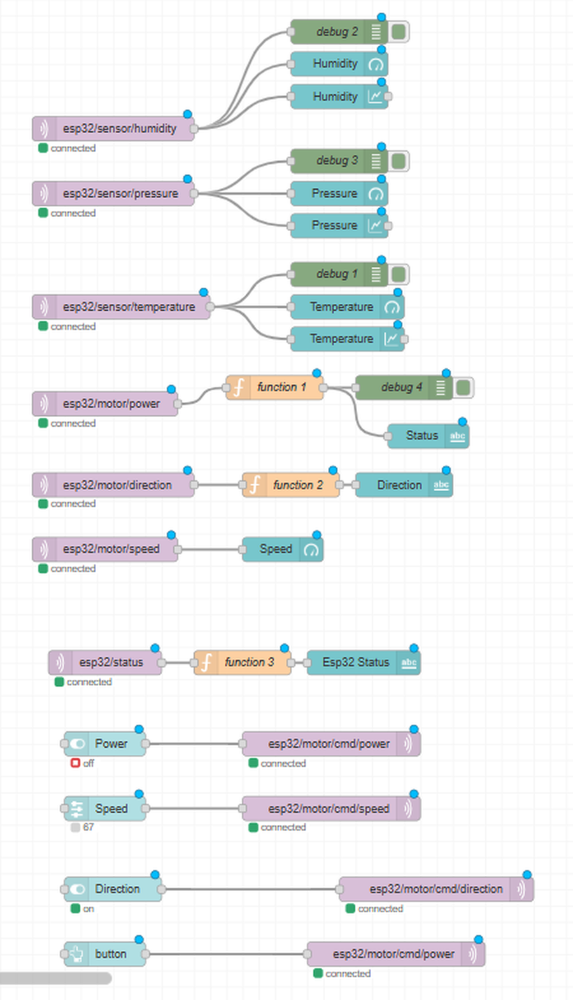 debug 2
Humidity
Humidity
esp32/sensor/humidity
connected
debug 3
esp32/sensor/pressure
Pressure
connected
Pressure
debug 1
esp32/sensor/temperature
Temperature
connected
Temperature
function 1
debug 4
esp32/motor/power
connected
Status
abc
esp32/motor/direction
function 2
Direction
abc
connected
esp32/motor/speed
Speed
connected
esp32/status
function 3
Esp32 Status
abc
connected
Power
esp32/motor/cmd/power
off
connected
Speed
esp32/motor/cmd/speed
67
connected
Direction
esp32/motor/cmd/direction
on
connected
button
esp32/motor/cmd/power
connected